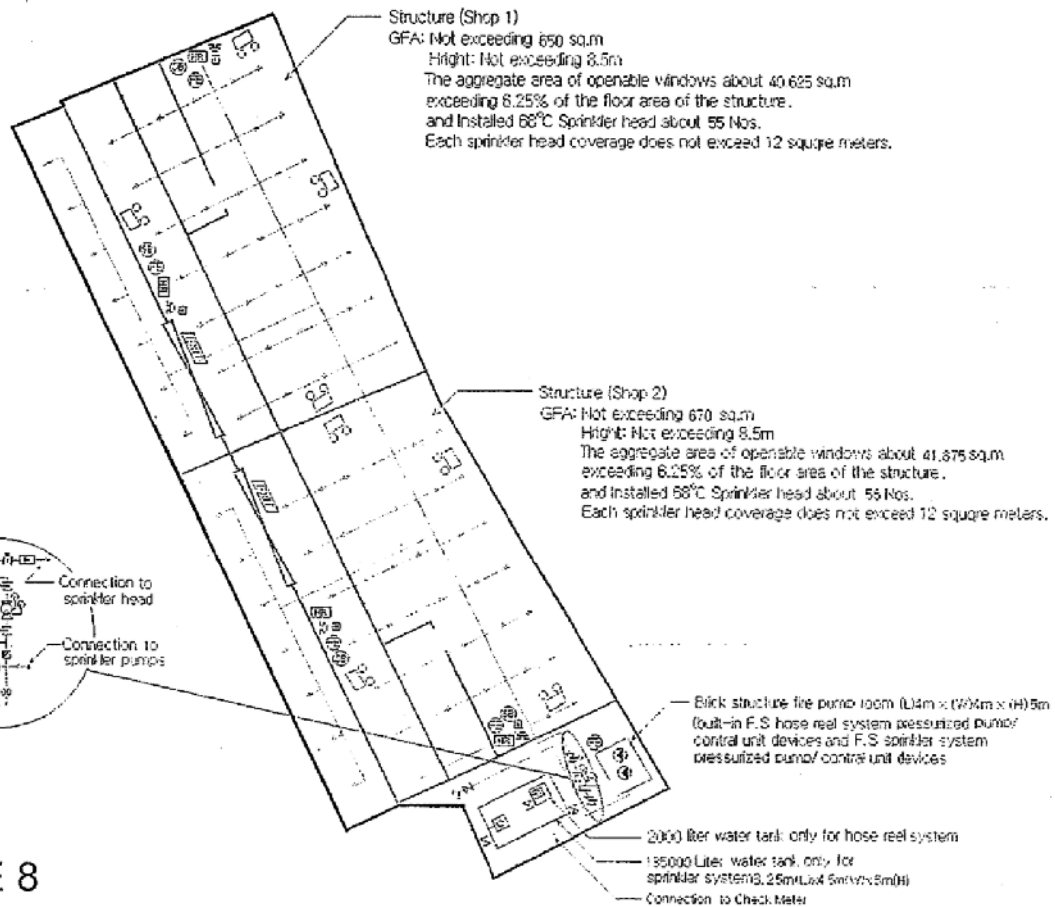 Structure (Shop 1)
GFA: Not exceeding 650 sq.m
Hright: Not exceeding 8.5m
The aggregate area of openable windows about 40.625 sq.m
exceeding 6.25% of the floor area of the structure.
and Installed 68°C Sprinkler head about 55 Nos.
Each sprinkler head coverage does not exceed 12 squqre meters.
Structure (Shop 2)
GFA: Not exceeding 670 sq.m
Hright: Not exceeding 8.5m
The aggregate area of openable windows about 41.875 sq.m
exceeding 6.25% of the floor area of the structure.
and Installed 68°C Sprinkler head about 56 Nos.
Each sprinkler head coverage does not exceed 12 squqre meters.
Connection to
sprinkler head
Connection to
sprinkler pumps
Brick structure fire pump room (L)4m x (W)4m x (H)5m
(built-in F.S hose reel system pressurized pump/
contral unit devices and F.S sprinkler system
pressurized pump/ contral unit devices
2000 liter water tank only for hose reel system
135000 Liter water tank only for
sprinkler system
Connection to Check Meter
E 8